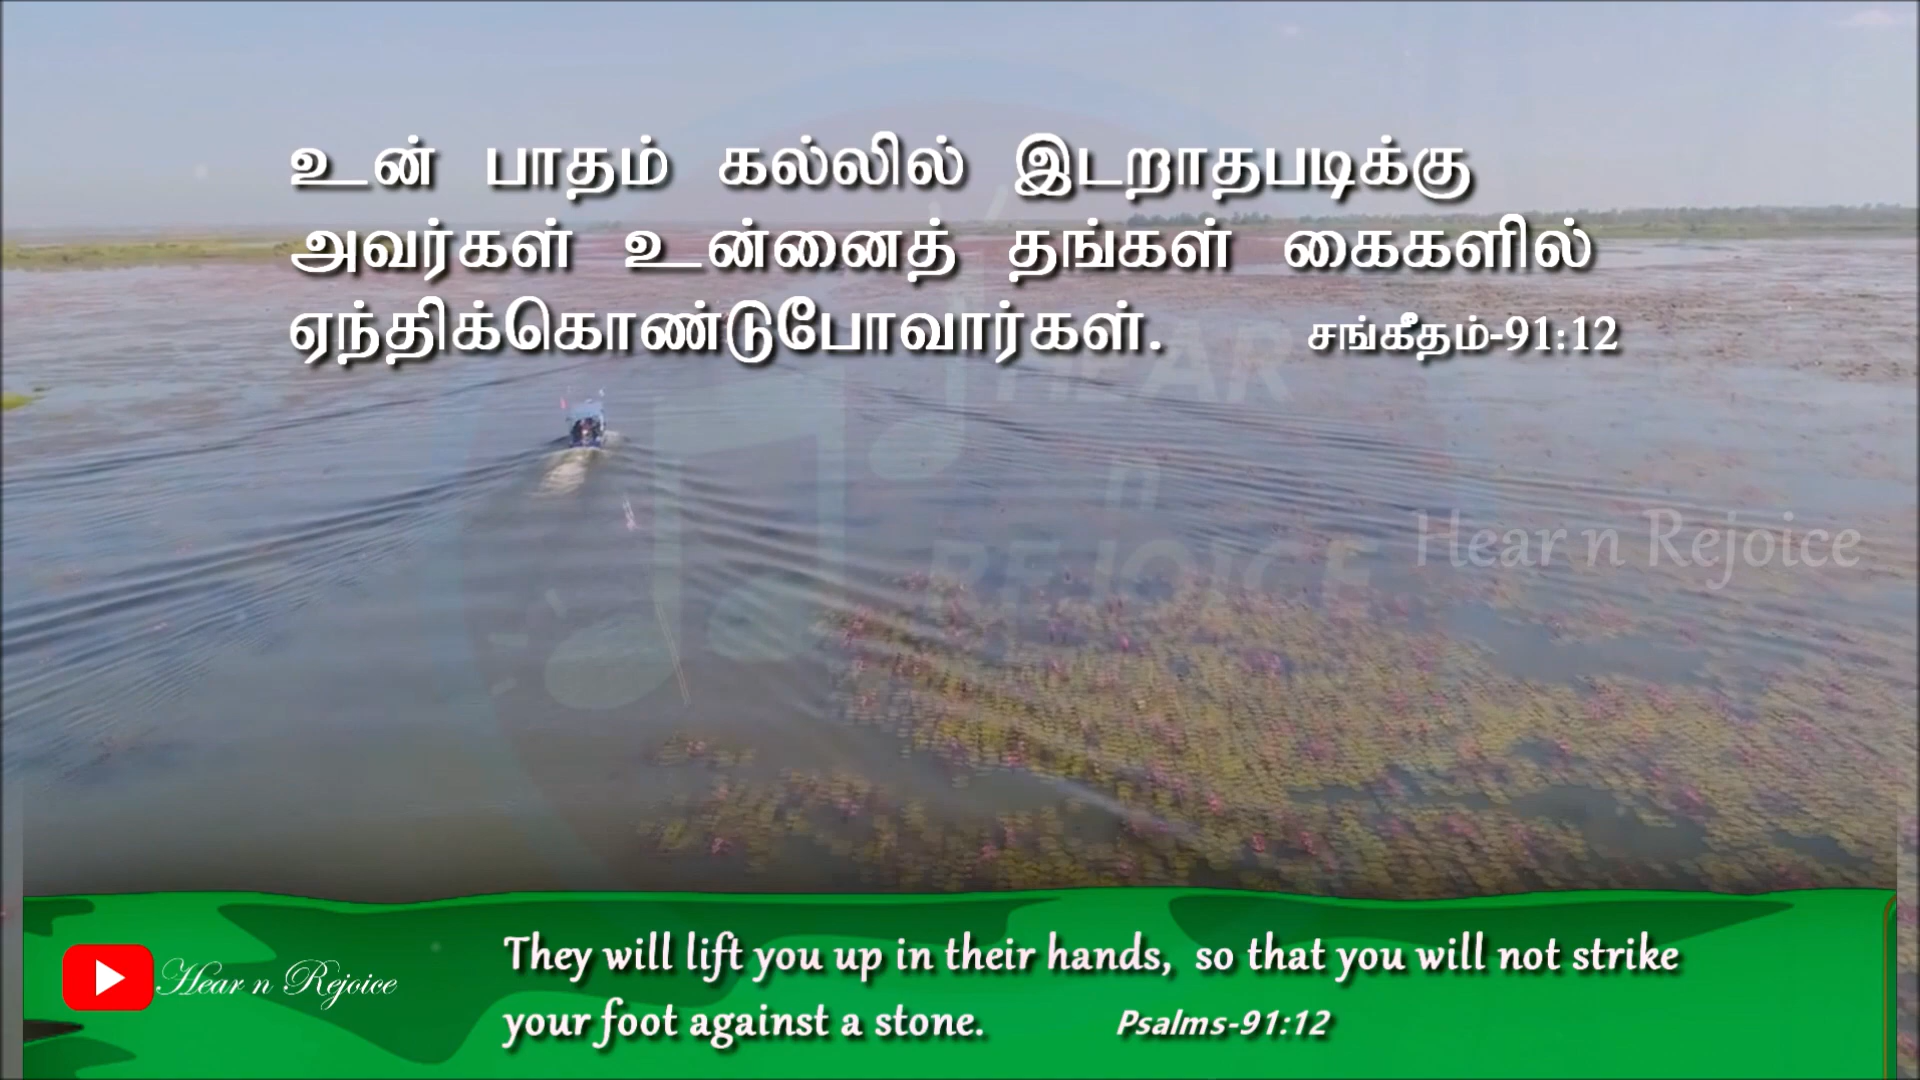 உன் பாதம் கல்லில் இடறாதபடிக்கு
அவர்கள் உன்னைத் தங்கள் கைகளில்
ஏந்திக்கொண்டுபோவார்கள். சங்கீதம்-91:12
HEAR
n
REJOICE
Hear n Rejoice
They will lift you up in their hands, so that you will not strike
your foot against a stone. Psalms-91:12
Hear n Rejoice